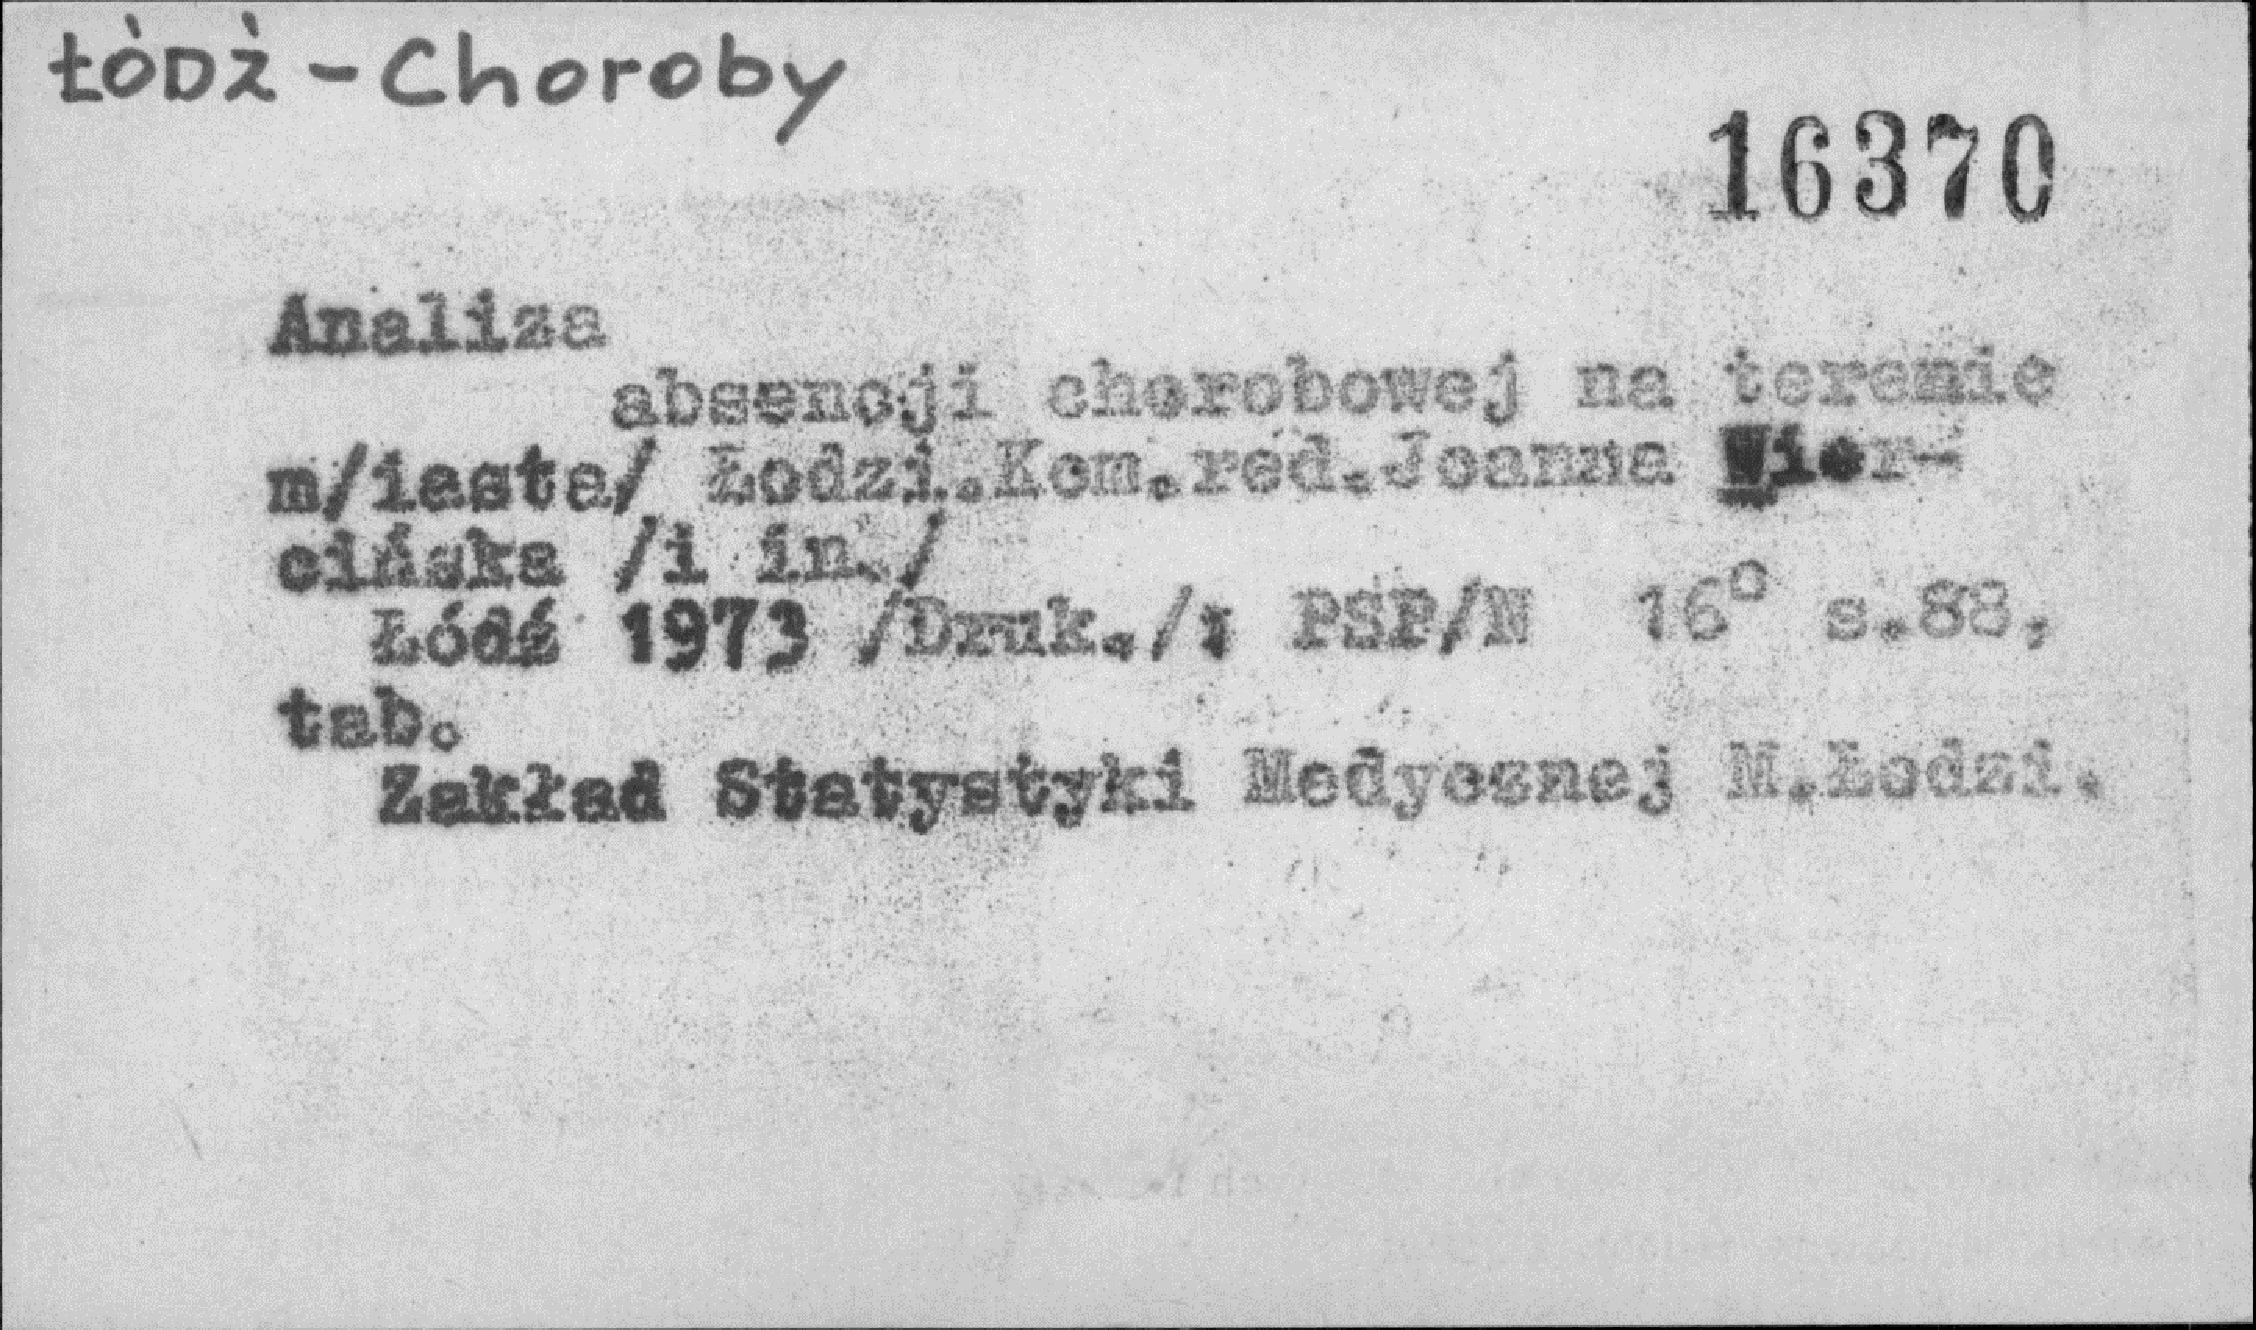 ŁÓDŹ - Choroby
16370
Analiza
absencji chorobowej na terenie
m/iasta/ Łodzi.Kom.red.Joanna Wier-
cińska /i in./
Łódź 1973 /Druk./: PSP/N 16° s.88,
tab.
Zakład Statystyki Medycznej M.Łodzi.